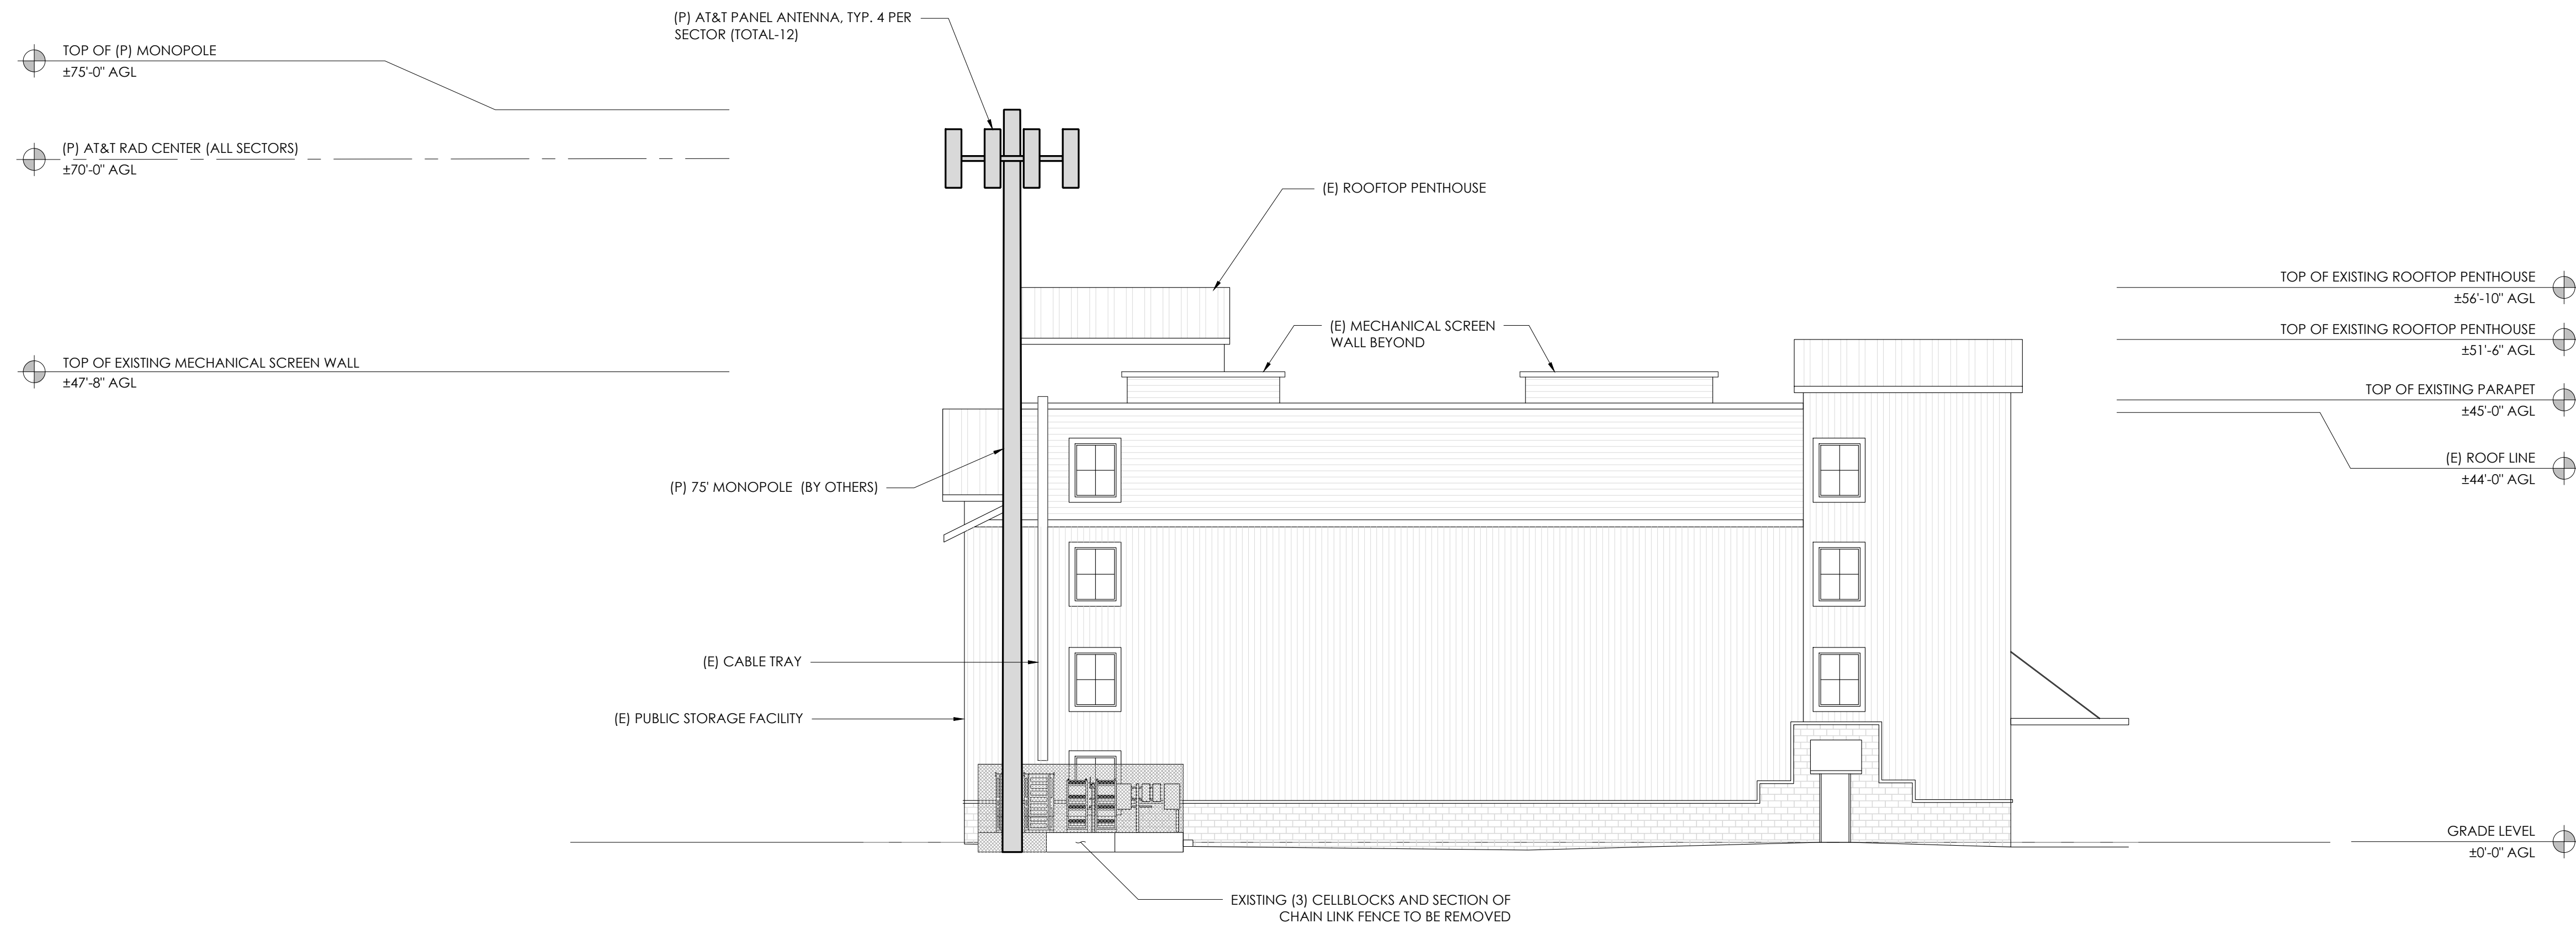 (P) AT&T PANEL ANTENNA, TYP. 4 PER
SECTOR (TOTAL-12)
TOP OF (P) MONOPOLE
±75'-0" AGL
(P) AT&T RAD CENTER (ALL SECTORS)
±70'-0" AGL
(E) ROOFTOP PENTHOUSE
TOP OF EXISTING ROOFTOP PENTHOUSE
±56'-10" AGL
(E) MECHANICAL SCREEN
WALL BEYOND
TOP OF EXISTING ROOFTOP PENTHOUSE
±51'-6" AGL
TOP OF EXISTING MECHANICAL SCREEN WALL
±47'-8" AGL
TOP OF EXISTING PARAPET
±45'-0" AGL
(E) ROOF LINE
±44'-0" AGL
(P) 75' MONOPOLE (BY OTHERS)
(E) CABLE TRAY
(E) PUBLIC STORAGE FACILITY
GRADE LEVEL
±0'-0" AGL
EXISTING (3) CELLBLOCKS AND SECTION OF
CHAIN LINK FENCE TO BE REMOVED